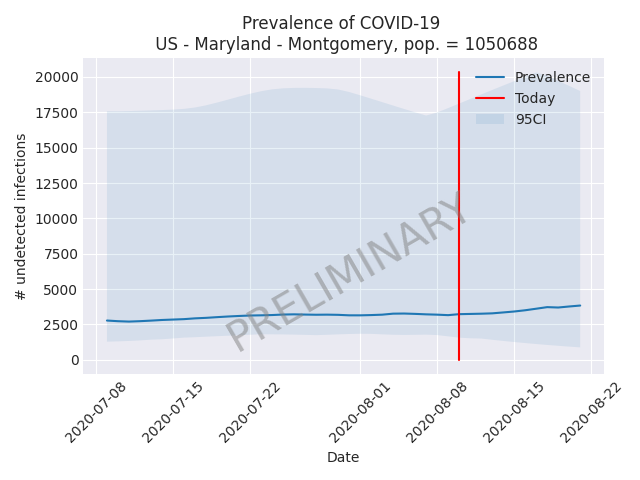 Prevalence of COVID-19
US - Maryland - Montgomery, pop. = 1050688
Prevalence
Today
95CI
20000
17500
15000
12500
10000
7500
5000
2500
0
# undetected infections
PRELIMINARY
2020-07-08
2020-07-15
2020-07-22
2020-08-01
2020-08-08
2020-08-15
2020-08-22
Date